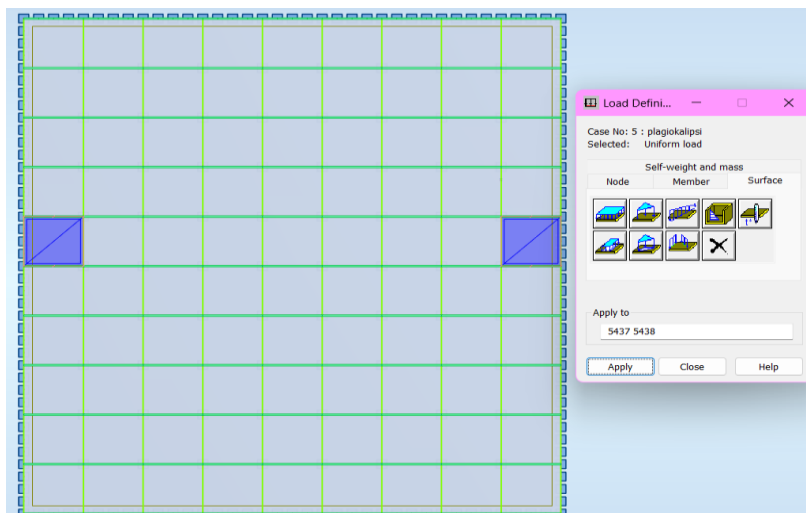 Load Defini...
Case No: 5 : plagiokalipsi
Selected: Uniform load
Self-weight and mass
Node Member Surface
Apply to
5437 5438
Apply Close Help